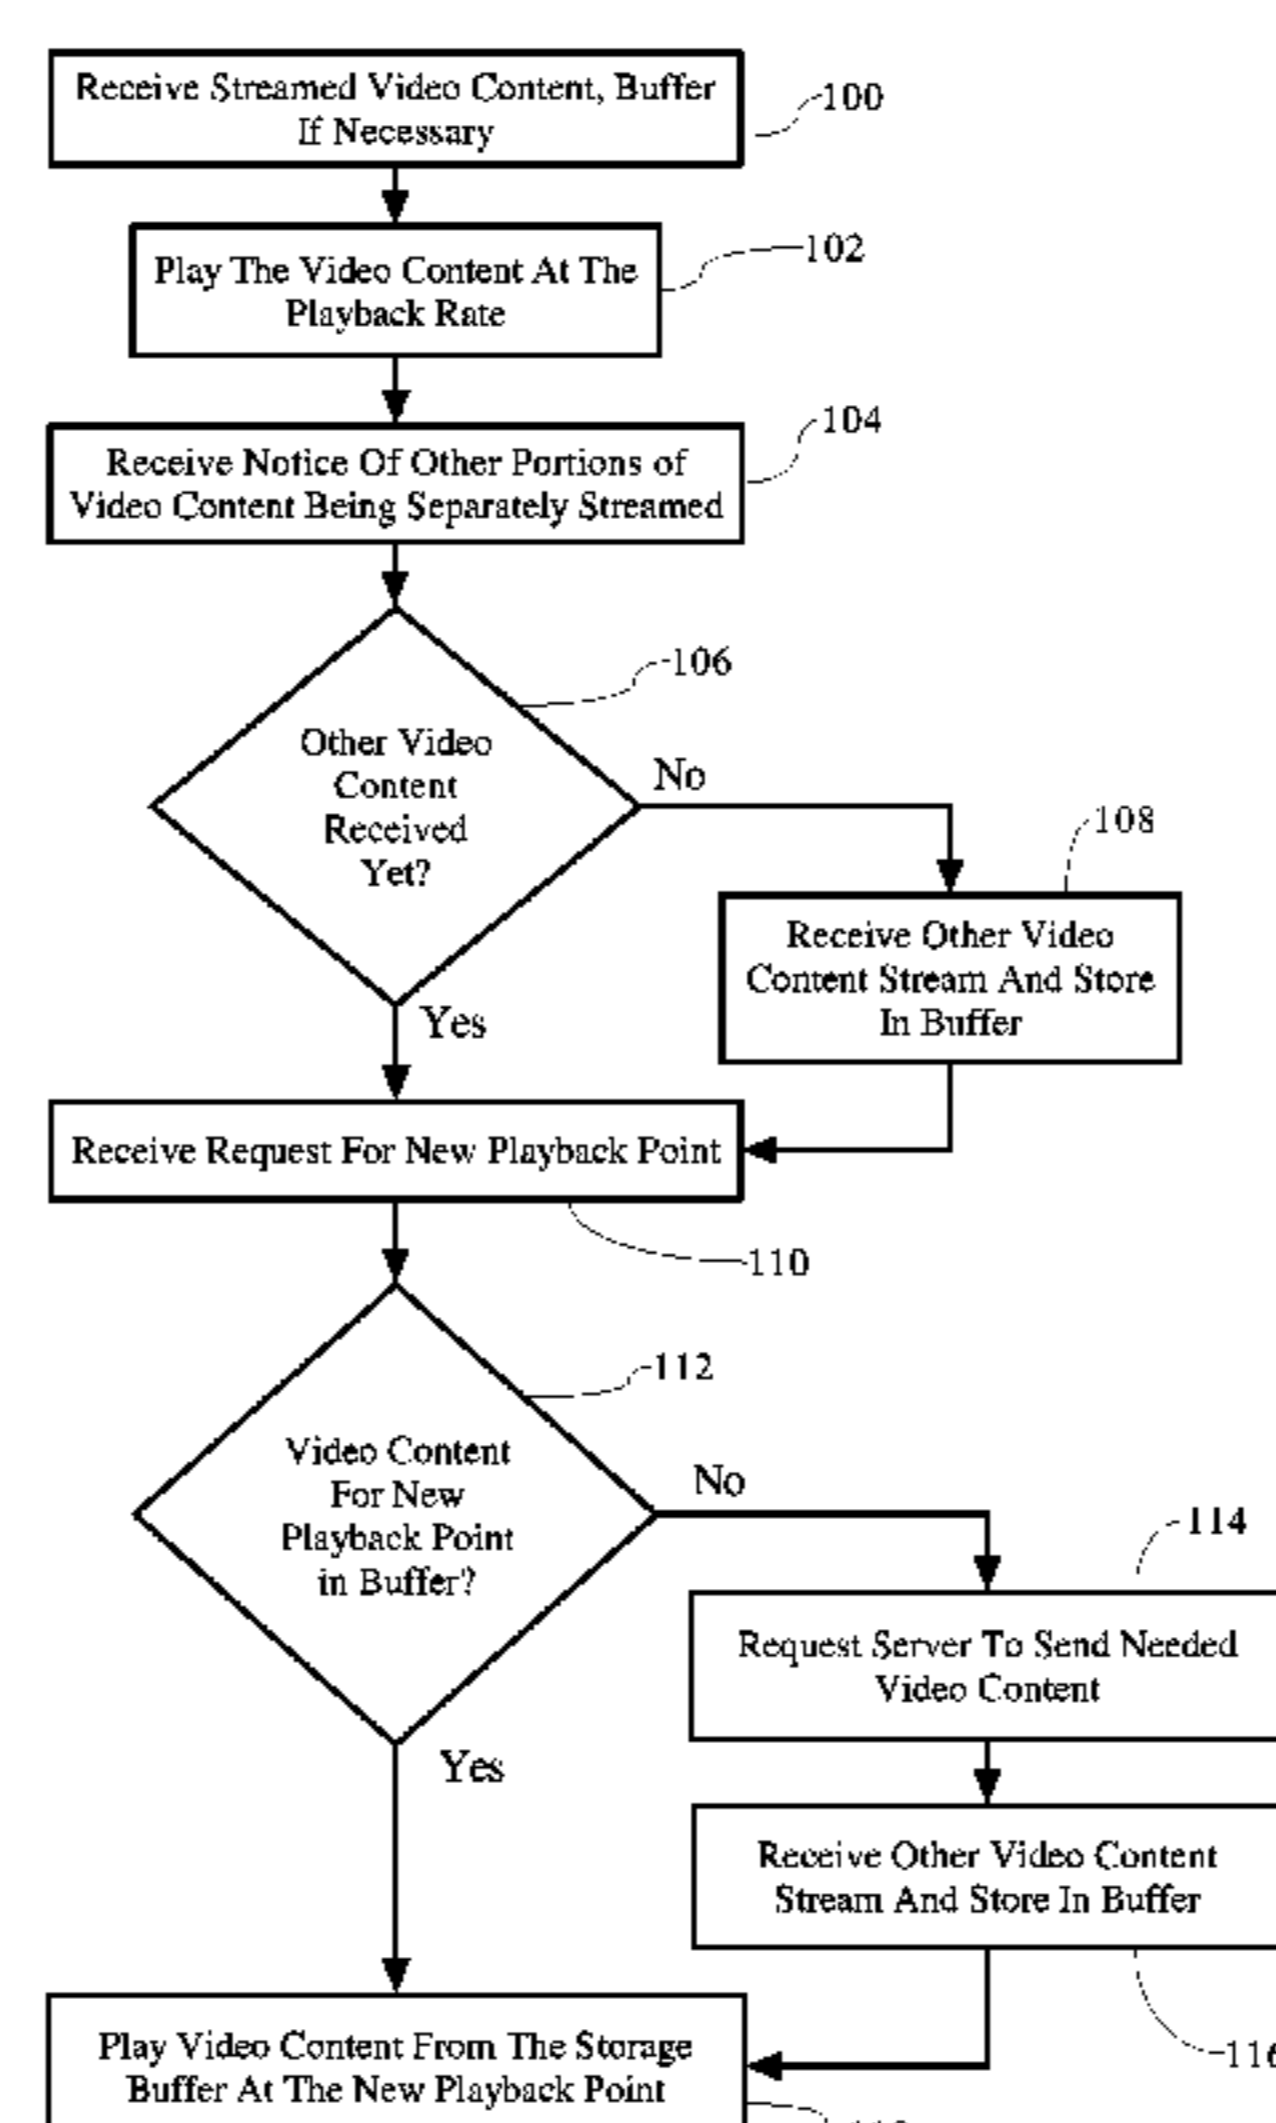 Receive Streamed Video Content, Buffer
If Necessary
100
Play The Video Content At The
Playback Rate
102
Receive Notice Of Other Portions of
Video Content Being Separately Streamed
104
Other Video
Content
Received
Yet?
106
No
108
Receive Other Video
Content Stream And Store
In Buffer
Yes
Receive Request For New Playback Point
110
Video Content
For New
Playback Point
in Buffer?
112
No
114
Request Server To Send Needed
Video Content
Yes
Receive Other Video Content
Stream And Store In Buffer
116
Play Video Content From The Storage
Buffer At The New Playback Point